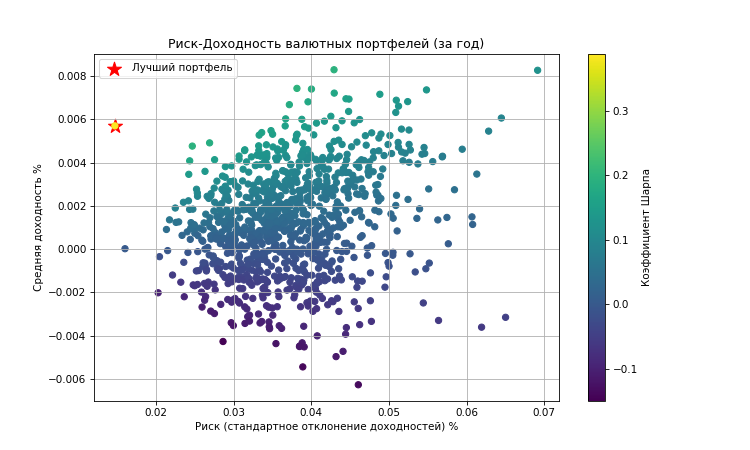 Риск-Доходность валютных портфелей (за год)
Лучший портфель
Средняя доходность %
0.008
0.006
0.004
0.002
0.000
−0.002
−0.004
−0.006
0.02 0.03 0.04 0.05 0.06 0.07
Риск (стандартное отклонение доходностей) %
0.3
0.2
0.1
0.0
−0.1
Коэффициент Шарпа